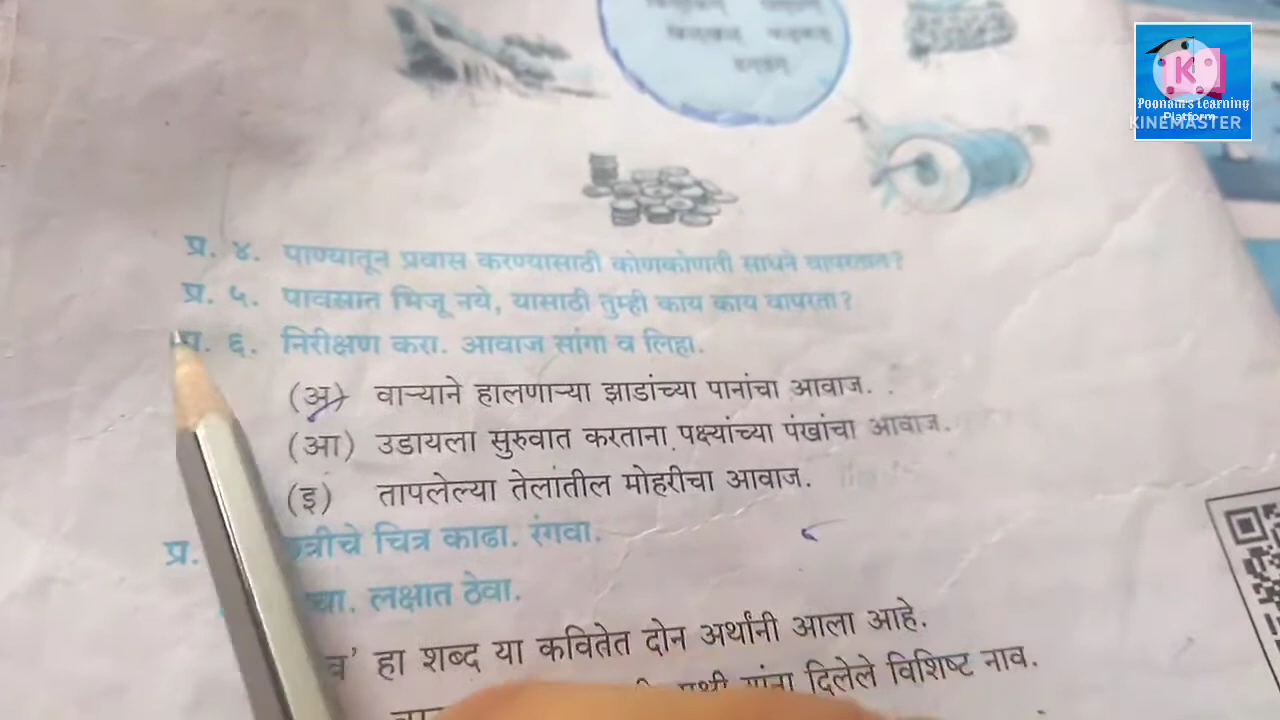 K
Poonam's Learning
Platform
KINEMASTER
प्र. ४. पाण्यातून प्रवास करण्यासाठी कोणकोणती साधने वापरतात?
प्र. ५. पावसात भिजू नये, यासाठी तुम्ही काय काय वापरता?
प्र. ६. निरीक्षण करा. आवाज सांगा व लिहा.
(अ) वाऱ्याने हालणाऱ्या झाडांच्या पानांचा आवाज.
(आ) उडायला सुरुवात करताना पक्ष्यांच्या पंखांचा आवाज.
(इ) तापलेल्या तेलांतील मोहरीचा आवाज.
प्र. चित्र काढा. रंगवा.
लक्षात ठेवा.
हा शब्द या कवितेत दोन अर्थांनी आला आहे.
दिलेले विशिष्ट नाव.